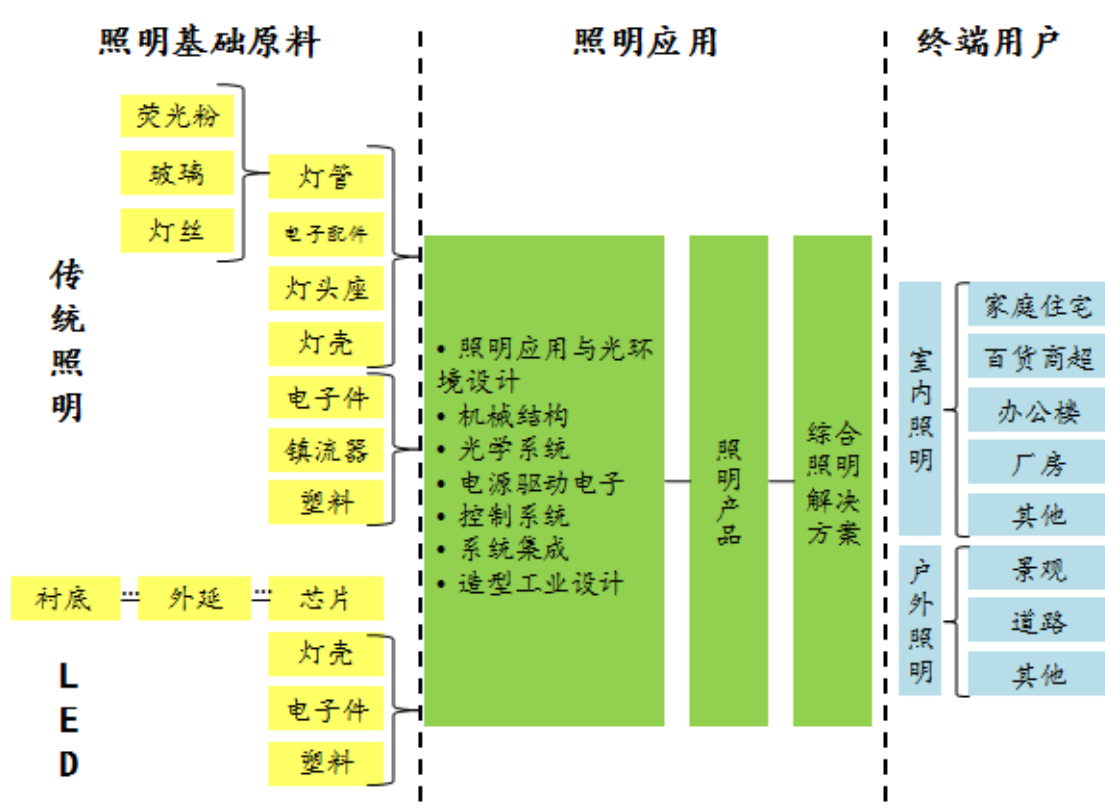 照明基础原料
照明应用
终端用户
传统照明
荧光粉
玻璃
灯丝
灯管
电子配件
灯头座
灯壳
电子件
镇流器
塑料
衬底
外延
芯片
LED
灯壳
电子件
塑料
• 照明应用与光环
境设计
• 机械结构
• 光学系统
• 电源驱动电子
• 控制系统
• 系统集成
• 造型工业设计
照明产品
综合
照明
解决
方案
室内照明
家庭住宅
百货商超
办公楼
厂房
其他
户外照明
景观
道路
其他